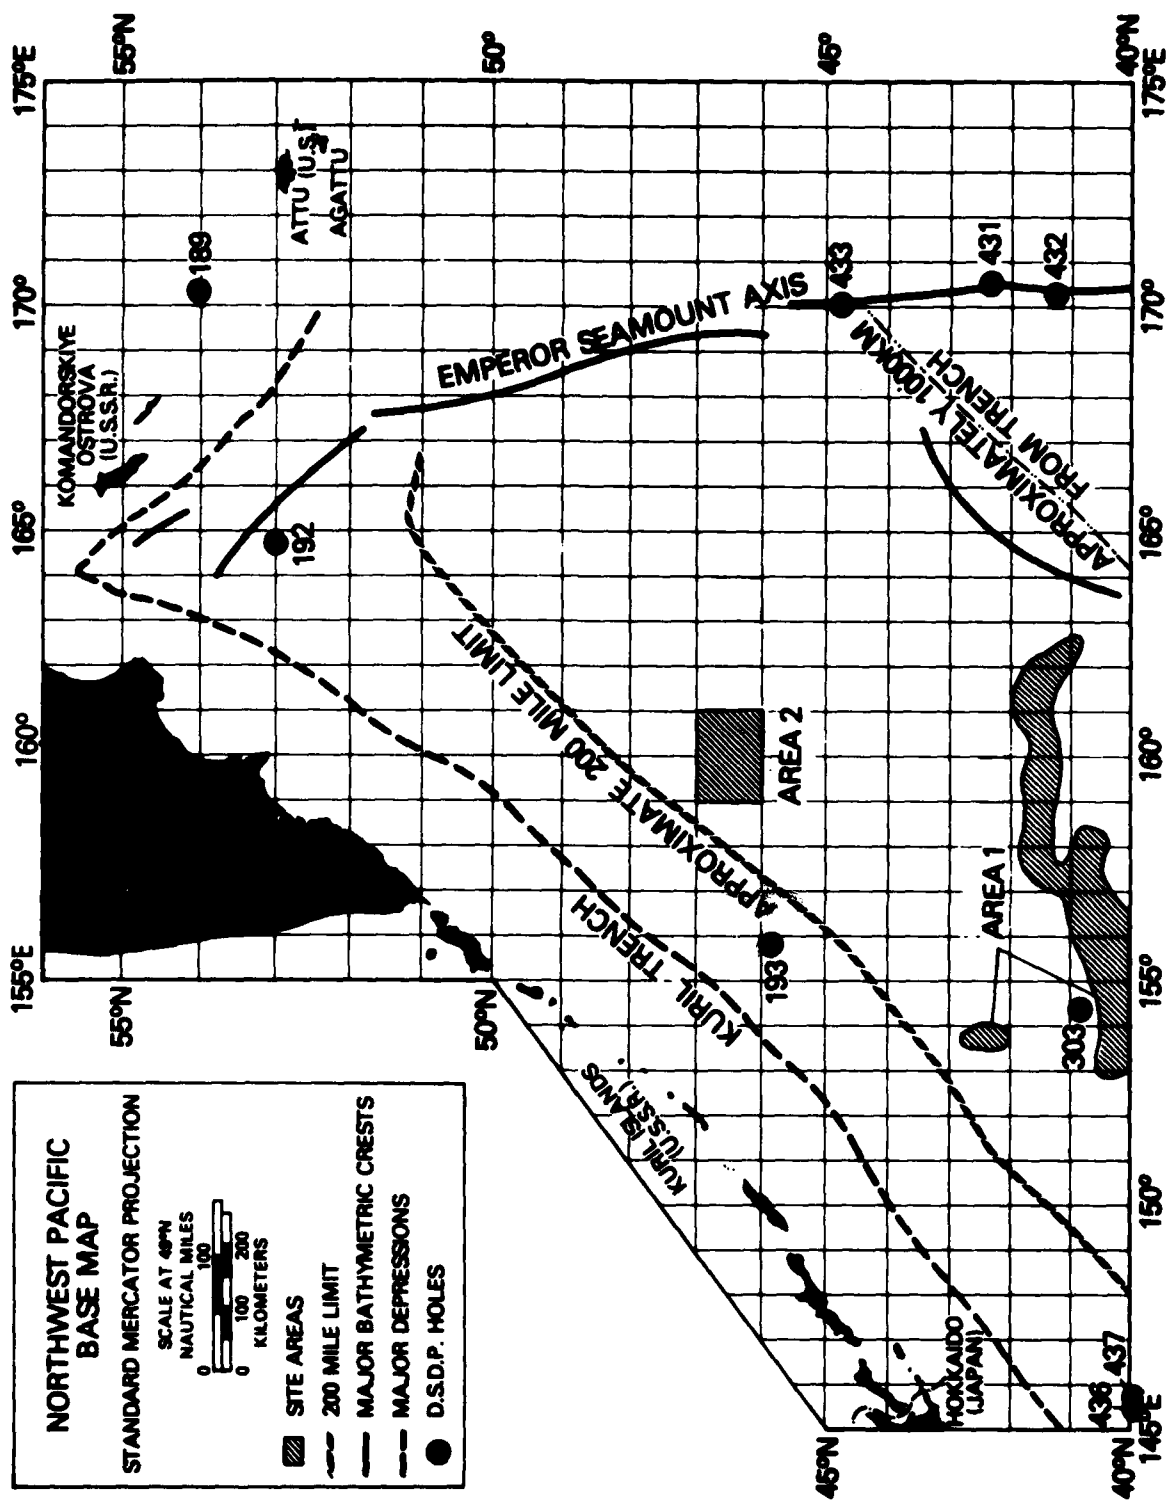 NORTHWEST PACIFIC
BASE MAP
STANDARD MERCATOR PROJECTION
SCALE AT 49°N
NAUTICAL MILES
0 100
0 100 200
KILOMETERS
SITE AREAS
200 MILE LIMIT
MAJOR BATHYMETRIC CRESTS
MAJOR DEPRESSIONS
D.S.D.P. HOLES
155°E
160°
165°
170°
175°E
55°N
55°N
50°N
50°
45°N
45°
40°N
40°N
145°E
150°
155°
160°
165°
170°
175°E
KOMANDORSKIYE
OSTROVA
(U.S.S.R.)
189
192
ATTU (U.S.)
AGATTU
EMPEROR SEAMOUNT AXIS
433
431
432
APPROXIMATELY 1000KM
FROM TRENCH
APPROXIMATE 200 MILE LIMIT
KURIL TRENCH
KURIL ISLANDS
(U.S.S.R.)
193
AREA 2
AREA 1
303
HOKKAIDO
(JAPAN)
436 437